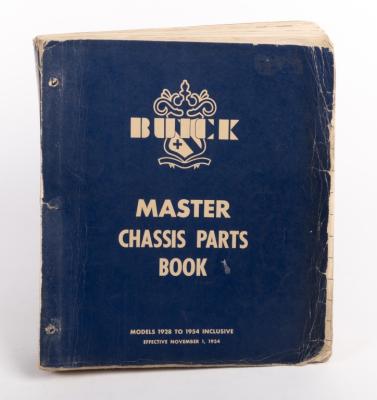 BUICK
MASTER
CHASSIS PARTS
BOOK
MODELS 1928 TO 1954 INCLUSIVE
EFFECTIVE NOVEMBER 1, 1954